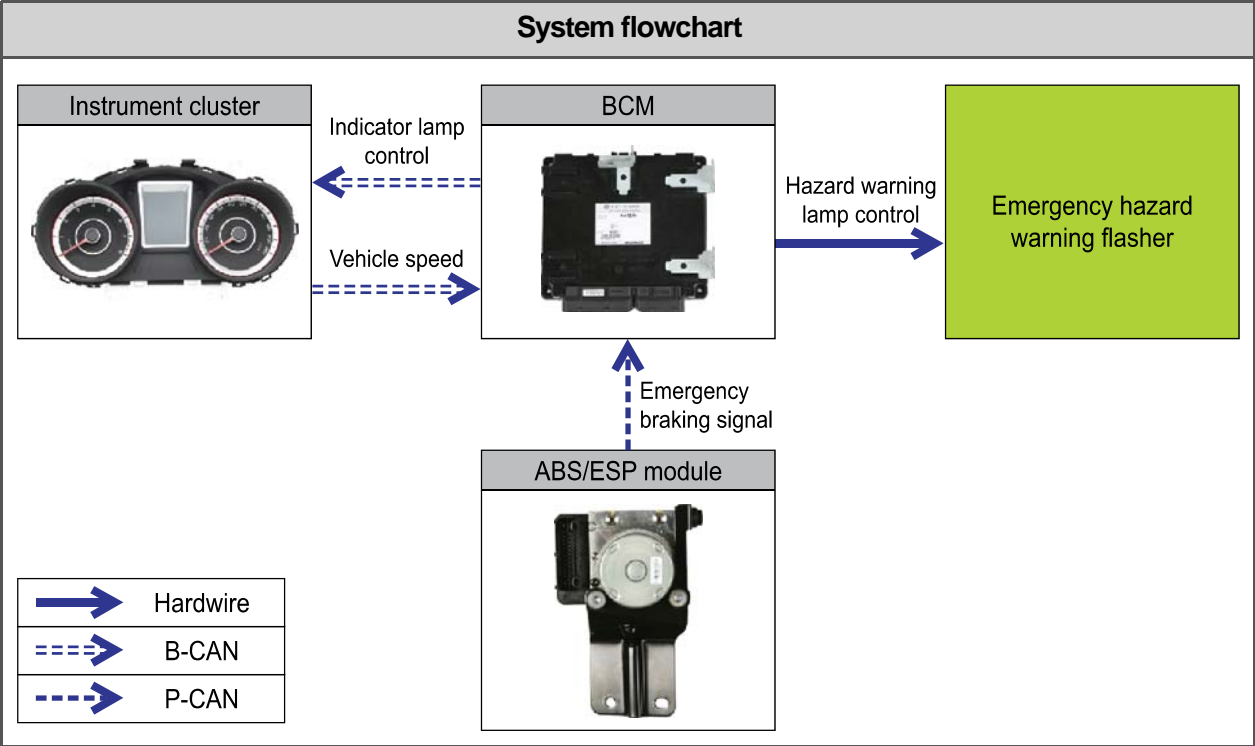 System flowchart
Instrument cluster
Indicator lamp
control
Vehicle speed
BCM
Hazard warning
lamp control
Emergency hazard
warning flasher
Emergency
braking signal
ABS/ESP module
Hardwire
B-CAN
P-CAN